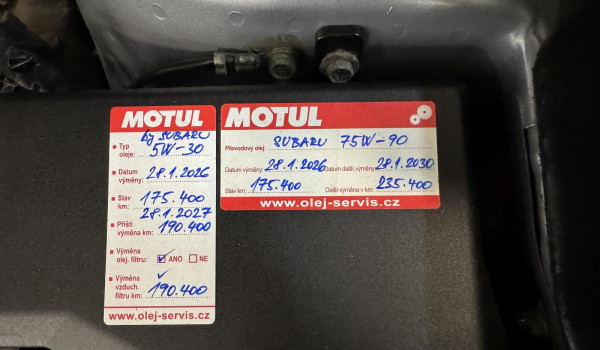 MOTUL
by SUBARU
Typ oleje: 5W-30
Datum výměny: 28.1.2026
Stav km: 175.400
28.1.2027
Příští výměna km: 190.400
Výměna olej. filtru: ☑ ANO ☐ NE
Výměna vzduch. filtru km: ✓ 190.400
www.olej-servis.cz
MOTUL
Převodový olej: SUBARU 75W-90
Datum výměny: 28.1.2026 Datum další výměny: 28.1.2030
Stav km: 175.400 Další výměna v km: 235.400
www.olej-servis.cz